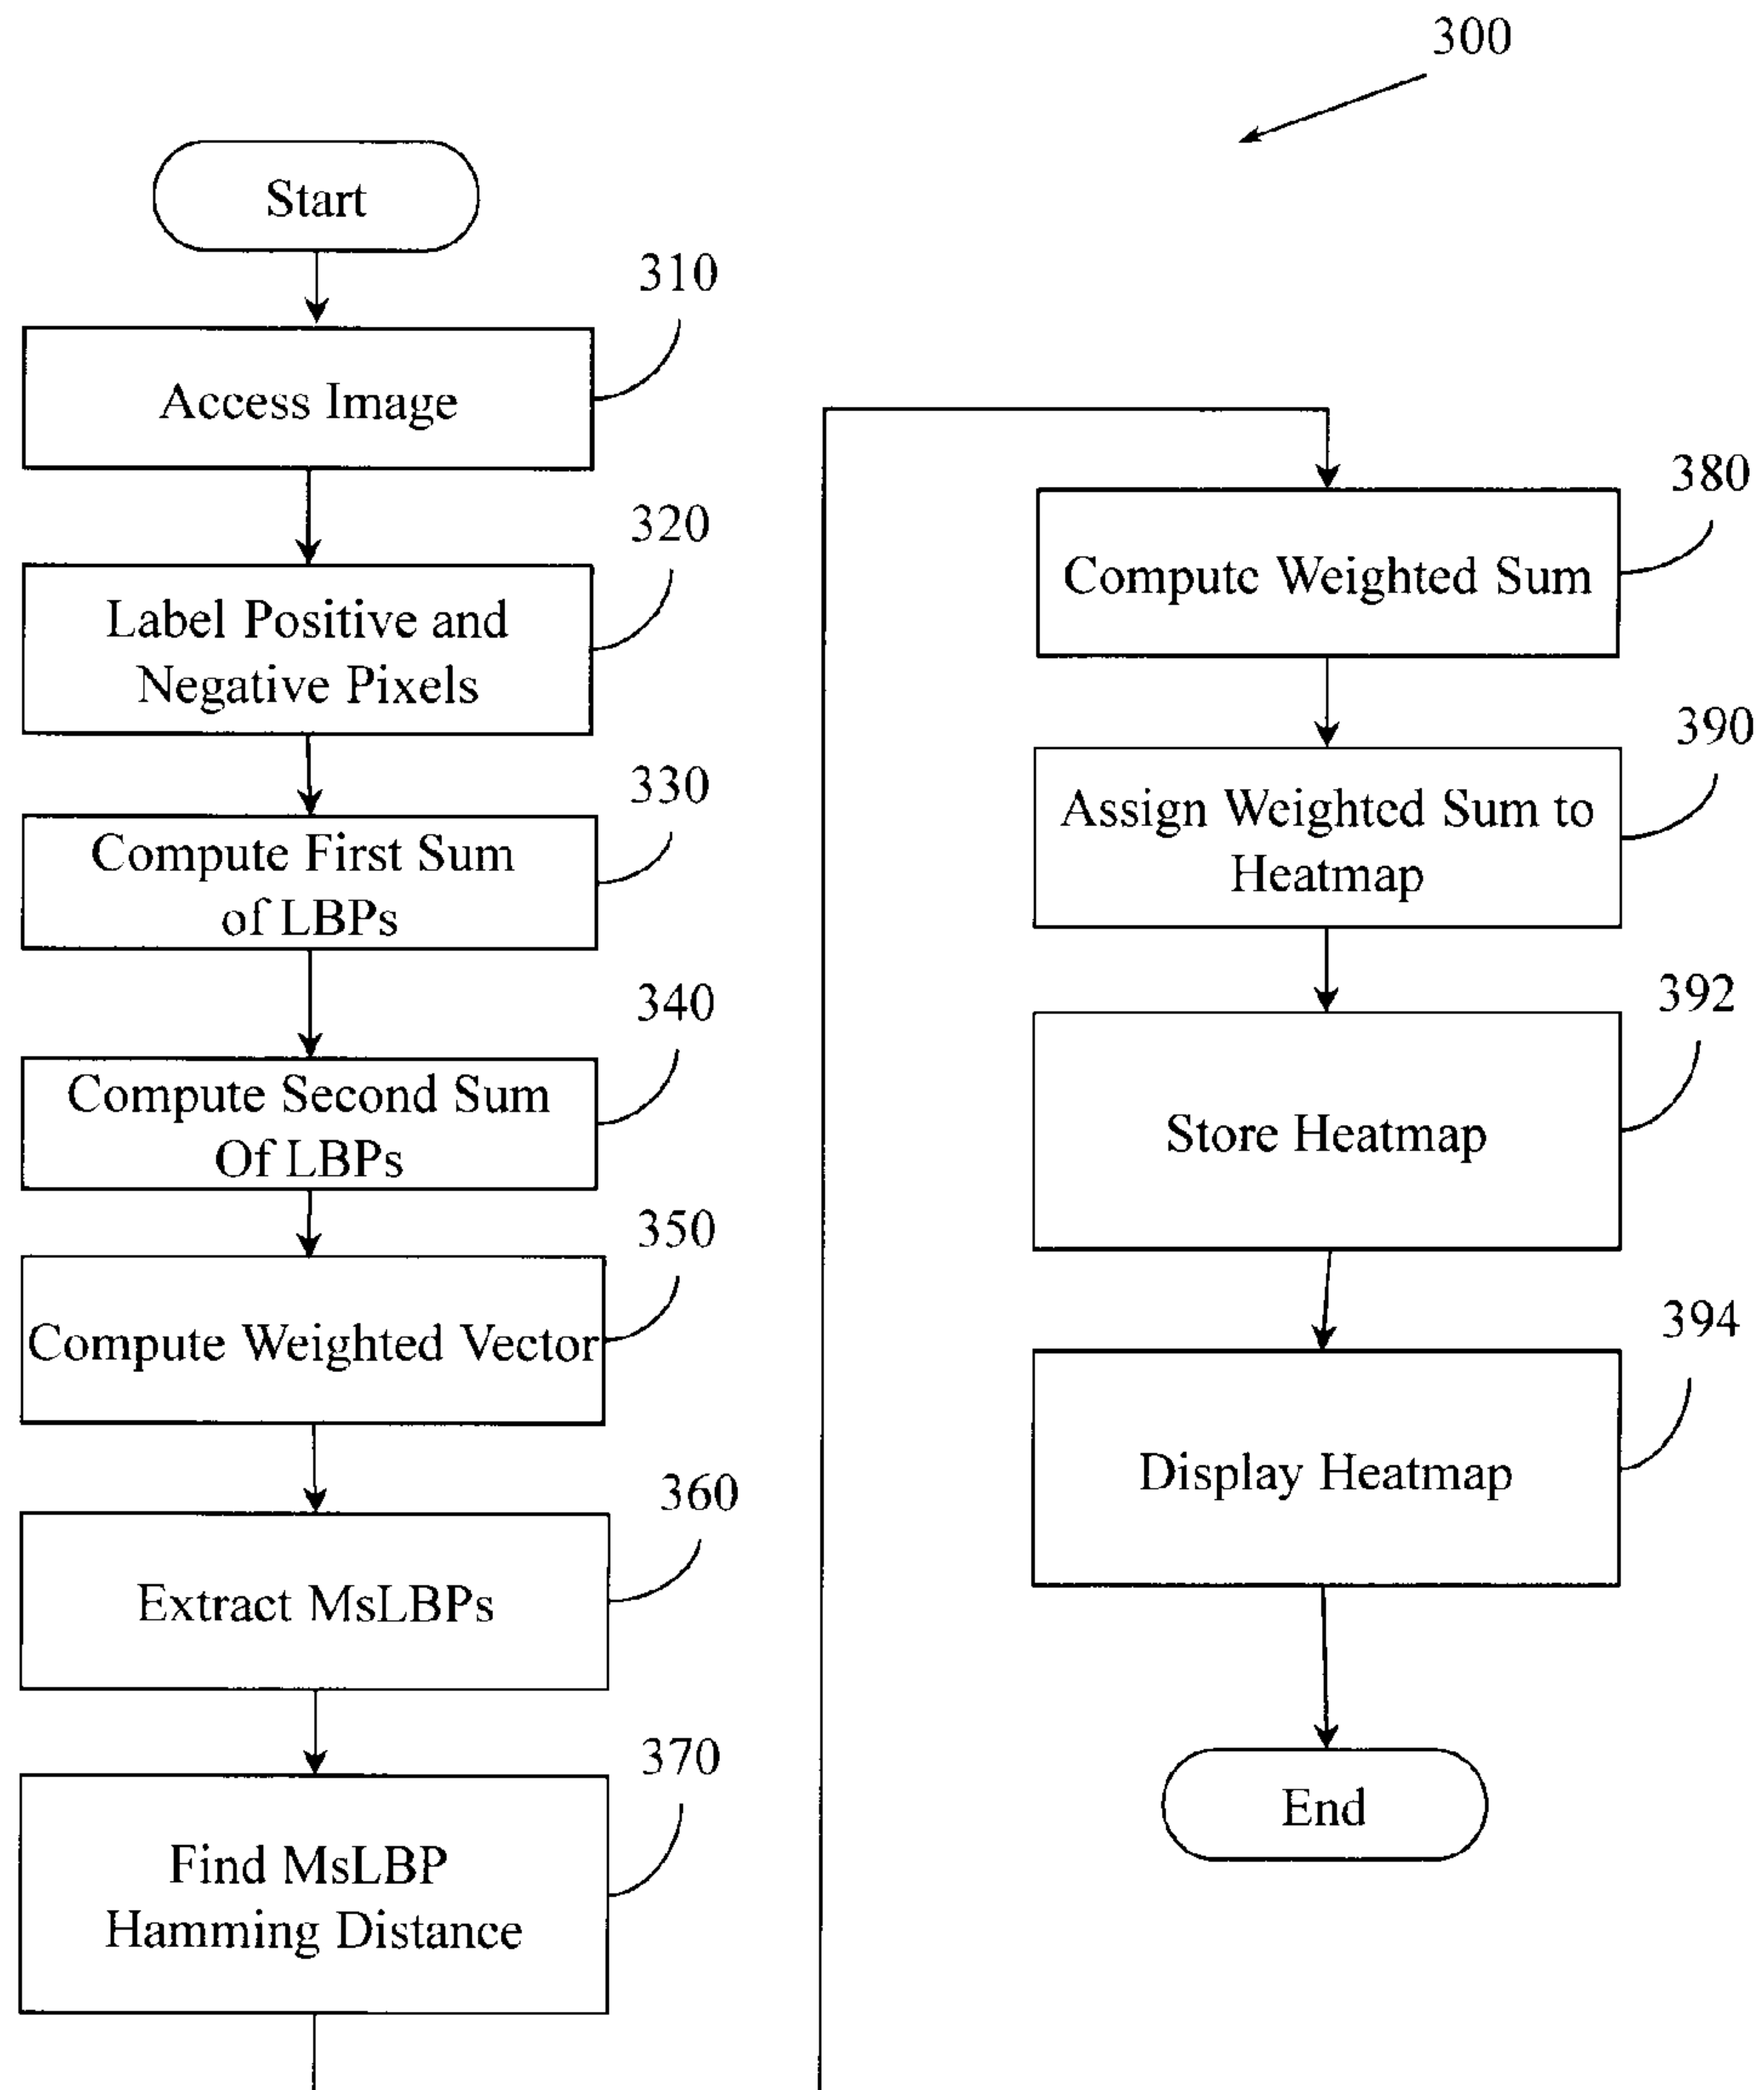 300
Start
310
Access Image
320
Label Positive and
Negative Pixels
330
Compute First Sum
of LBPs
340
Compute Second Sum
Of LBPs
350
Compute Weighted Vector
360
Extract MsLBPs
370
Find MsLBP
Hamming Distance
380
Compute Weighted Sum
390
Assign Weighted Sum to
Heatmap
392
Store Heatmap
394
Display Heatmap
End